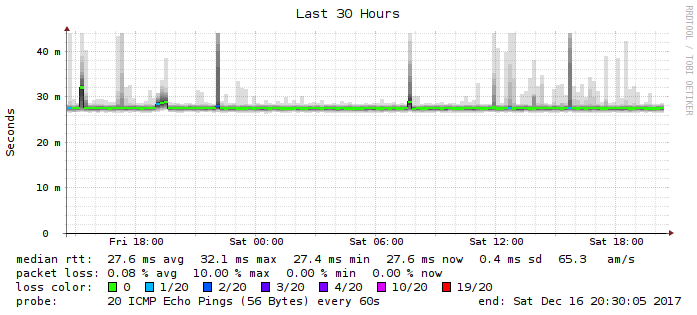 Last 30 Hours
RRDTOOL / TOBI OETIKER
Seconds
40 m
30 m
20 m
10 m
0
Fri 18:00 Sat 00:00 Sat 06:00 Sat 12:00 Sat 18:00
median rtt: 27.6 ms avg 32.1 ms max 27.4 ms min 27.6 ms now 0.4 ms sd 65.3 am/s
packet loss: 0.08 % avg 10.00 % max 0.00 % min 0.00 % now
loss color: 0 1/20 2/20 3/20 4/20 10/20 19/20
probe: 20 ICMP Echo Pings (56 Bytes) every 60s end: Sat Dec 16 20:30:05 2017